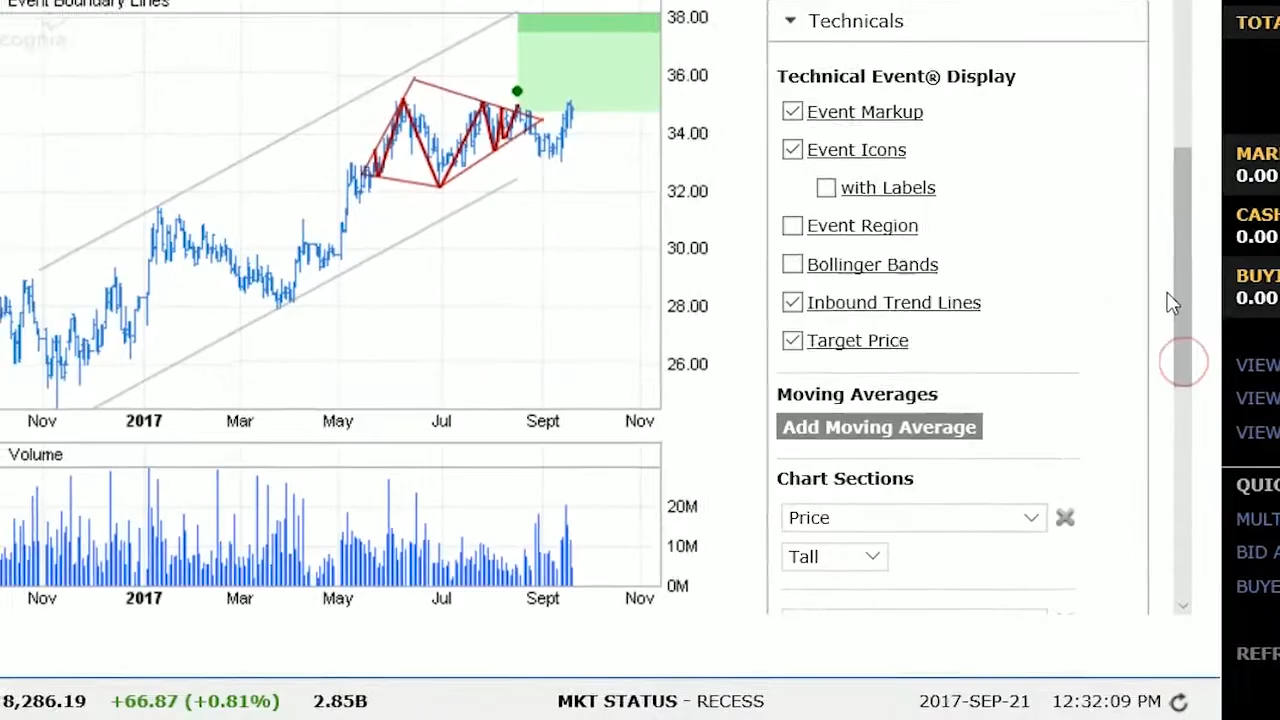 Event Boundary Lines
cognia
38.00
36.00
34.00
32.00
30.00
28.00
26.00
Nov 2017 Mar May Jul Sept Nov
Volume
20M
10M
0M
Nov 2017 Mar May Jul Sept Nov
Technicals
Technical Event® Display
Event Markup
Event Icons
with Labels
Event Region
Bollinger Bands
Inbound Trend Lines
Target Price
Moving Averages
Add Moving Average
Chart Sections
Price
Tall
TOTA
MAR
0.00
CASH
0.00
BUYI
0.00
VIEW
VIEW
VIEW
QUIC
MULT
BID A
BUYE
REFR
8,286.19 +66.87 (+0.81%) 2.85B MKT STATUS - RECESS 2017-SEP-21 12:32:09 PM